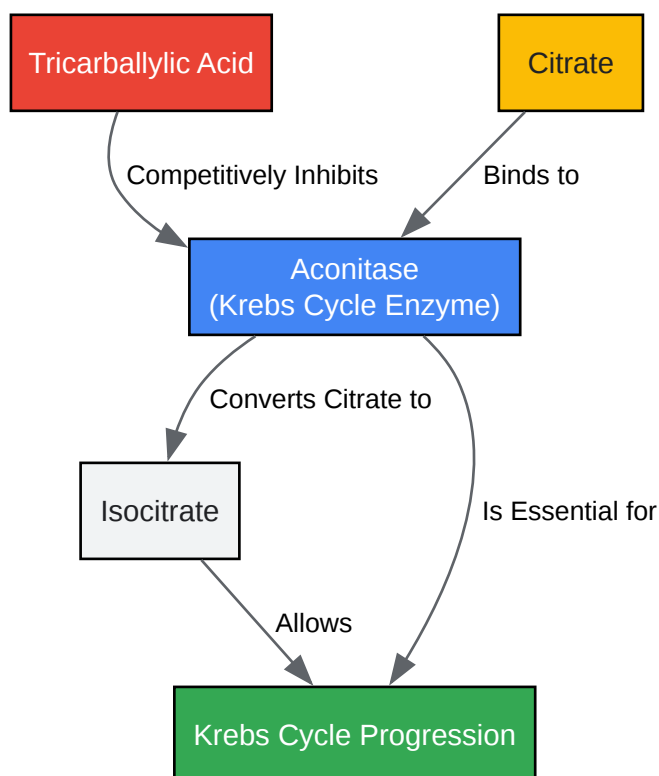 Tricarballylic Acid
Citrate
Competitively Inhibits
Binds to
Aconitase
(Krebs Cycle Enzyme)
Converts Citrate to
Isocitrate
Is Essential for
Allows
Krebs Cycle Progression